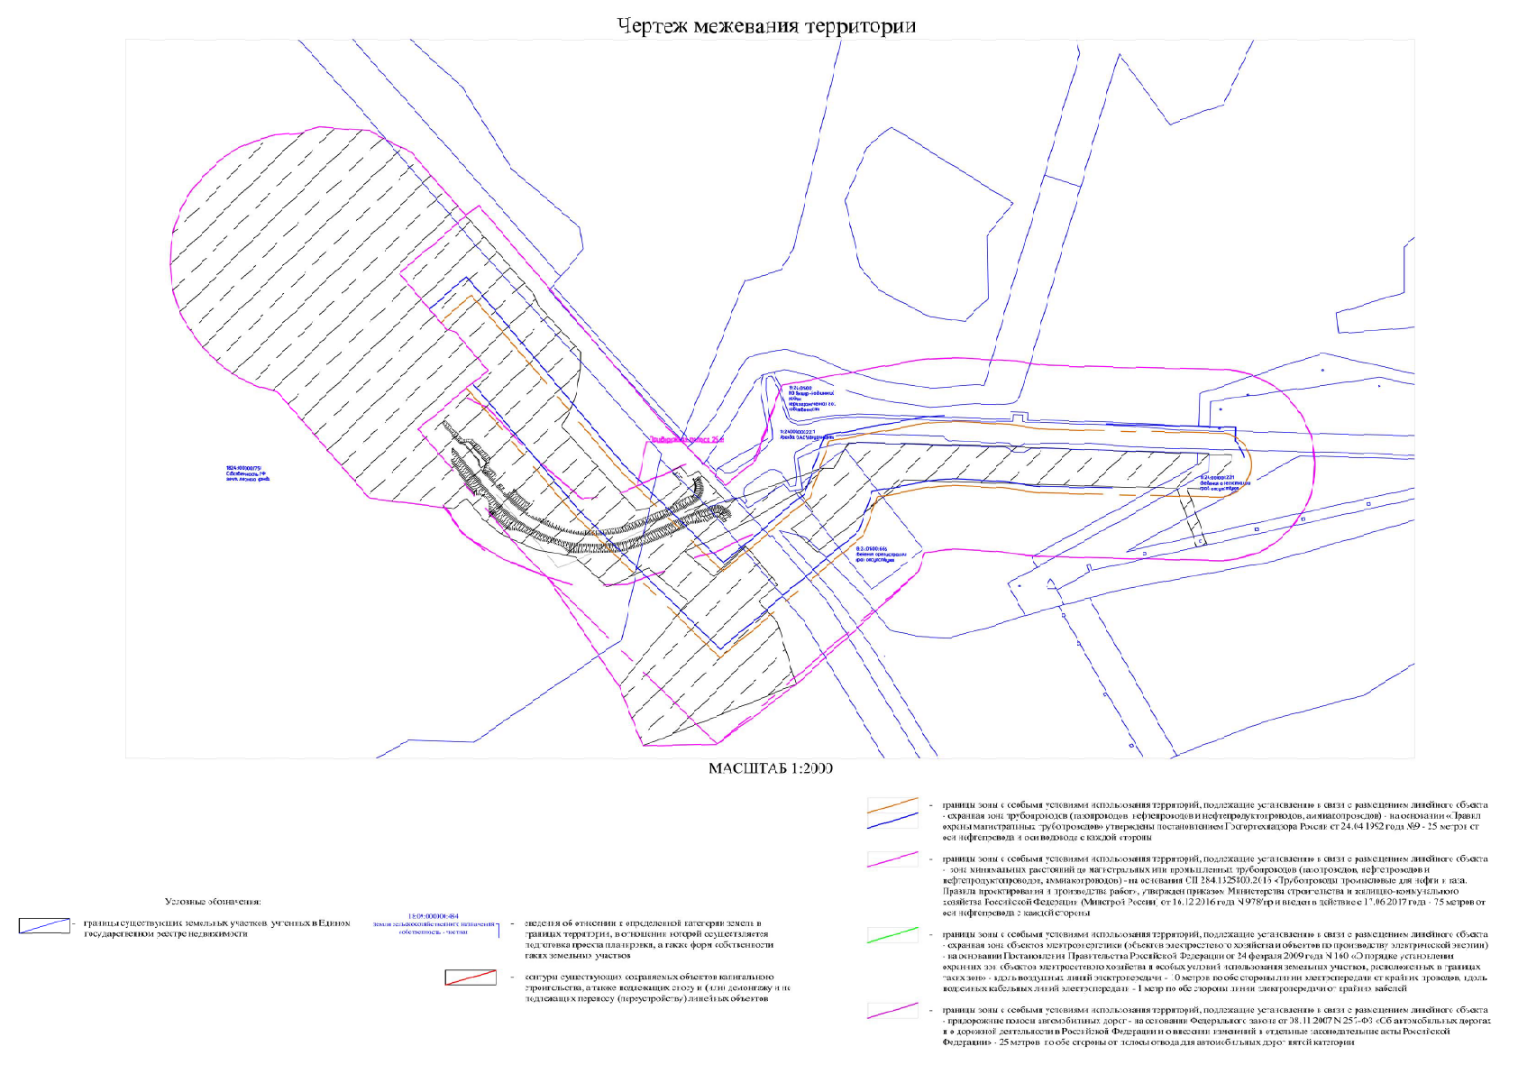 Чертеж межевания территории
МАСШТАБ 1:2000
Условные обозначения:
- границы существующих земельных участков учтенных в Едином
государственном реестре недвижимости
- сведения об отнесении к определенной категории земель в
границах территории, в отношении которой осуществляется
подготовка проекта планировки, а также форм собственности
таких земельных участков
- контуры существующих сохраняемых объектов капитального
строительства, а также подлежащих сносу и (или) демонтажу и не
подлежащих переносу (переустройству) линейных объектов
- границы зоны с особыми условиями использования территорий, подлежащие установлению в связи с размещением линейного объекта
- охранная зона трубопроводов (газопроводов нефтепроводов и нефтепродуктопроводов, аммиакопроводов) - на основании «Правил
охраны магистральных трубопроводов» утверждены постановлением Госгортехнадзора России от 24.04.1992 года №9 - 25 метров от
оси нефтепровода и оси водовода с каждой стороны
- границы зоны с особыми условиями использования территорий, подлежащие установлению в связи с размещением линейного объекта
- зона минимальных расстояний до магистральных или промышленных трубопроводов (газопроводов, нефтепроводов и
нефтепродуктопроводов, аммиакопроводов) - на основании СП 284.1325800.2016 «Трубопроводы промысловые для нефти и газа.
Правила проектирования и производства работ», утвержден приказом Министерства строительства и жилищно-коммунального
хозяйства Российской Федерации (Минстрой России) от 16.12.2016 года N 978/пр и введен в действие с 17.06.2017 года - 75 метров от
оси нефтепровода с каждой стороны
- границы зоны с особыми условиями использования территорий, подлежащие установлению в связи с размещением линейного объекта
- охранная зона объектов электроэнергетики (объектов электросетевого хозяйства и объектов по производству электрической энергии)
- на основании Постановления Правительства Российской Федерации от 24 февраля 2009 года N 160 «О порядке установления
охранных зон объектов электросетевого хозяйства и особых условий использования земельных участков, расположенных в границах
таких зон» - вдоль воздушных линий электропередачи - 10 метров по обе стороны линии электропередачи от крайних проводов, вдоль
подземных кабельных линий электропередачи - 1 метр по обе стороны линии электропередачи от крайних кабелей
- границы зоны с особыми условиями использования территорий, подлежащие установлению в связи с размещением линейного объекта
- придорожные полосы автомобильных дорог - на основании Федерального закона от 08.11.2007 N 257-ФЗ «Об автомобильных дорогах
и о дорожной деятельности в Российской Федерации и о внесении изменений в отдельные законодательные акты Российской
Федерации» - 25 метров по обе стороны от полосы отвода для автомобильных дорог пятой категории